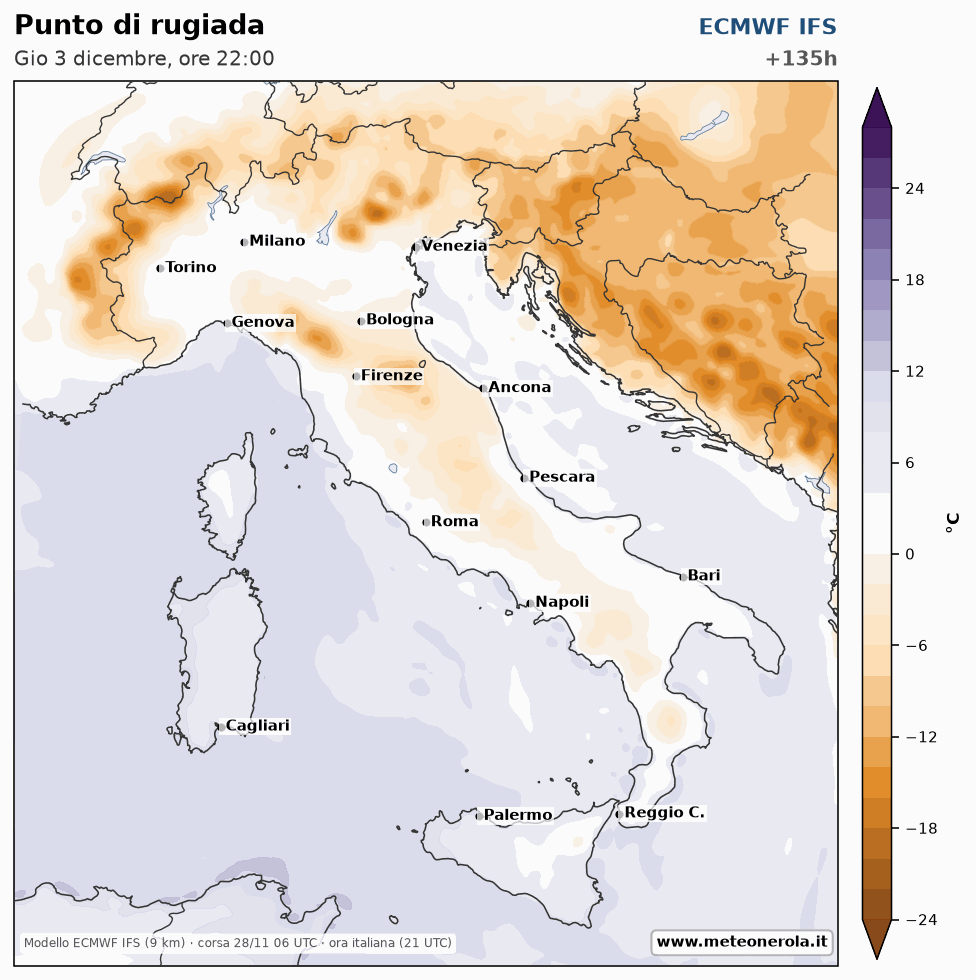 Punto di rugiada
ECMWF IFS
Gio 3 dicembre, ore 22:00
+135h
Milano
Venezia
Torino
Genova
Bologna
Firenze
Ancona
Pescara
Roma
Bari
Napoli
Cagliari
Palermo
Reggio C.
24
18
12
6
0
−6
−12
−18
−24
°C
Modello ECMWF IFS (9 km) · corsa 28/11 06 UTC · ora italiana (21 UTC)
www.meteonerola.it